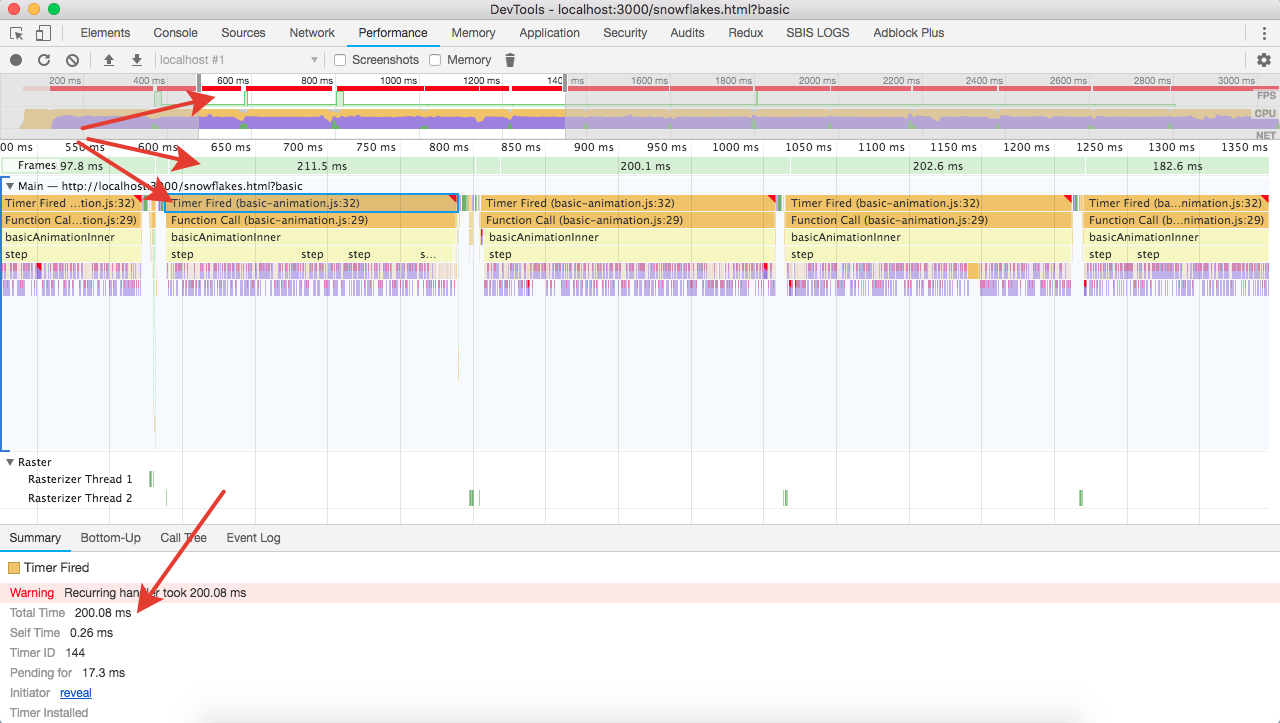 DevTools - localhost:3000/snowflakes.html?basic
Elements Console Sources Network Performance Memory Application Security Audits Redux SBIS LOGS Adblock Plus
localhost #1 Screenshots Memory
200 ms 400 ms 600 ms 800 ms 1000 ms 1200 ms 140 ms 1600 ms 1800 ms 2000 ms 2200 ms 2400 ms 2600 ms 2800 ms 3000 ms
FPS
CPU
NET
00 ms 550 ms 600 ms 650 ms 700 ms 750 ms 800 ms 850 ms 900 ms 950 ms 1000 ms 1050 ms 1100 ms 1150 ms 1200 ms 1250 ms 1300 ms 1350 ms
Frames 97.8 ms 211.5 ms 200.1 ms 202.6 ms 182.6 ms
Main — http://localhost:3000/snowflakes.html?basic
Timer Fired …tion.js:32) Timer Fired (basic-animation.js:32) Timer Fired (basic-animation.js:32) Timer Fired (basic-animation.js:32) Timer Fired (ba…nimation.js:32)
Function Cal…tion.js:29) Function Call (basic-animation.js:29) Function Call (basic-animation.js:29) Function Call (basic-animation.js:29) Function Call (b…nimation.js:29)
basicAnimationInner basicAnimationInner basicAnimationInner basicAnimationInner basicAnimationInner
step step step step s… step step step step
Raster
Rasterizer Thread 1
Rasterizer Thread 2
Summary Bottom-Up Call Tree Event Log
Timer Fired
Warning Recurring handler took 200.08 ms
Total Time 200.08 ms
Self Time 0.26 ms
Timer ID 144
Pending for 17.3 ms
Initiator reveal
Timer Installed